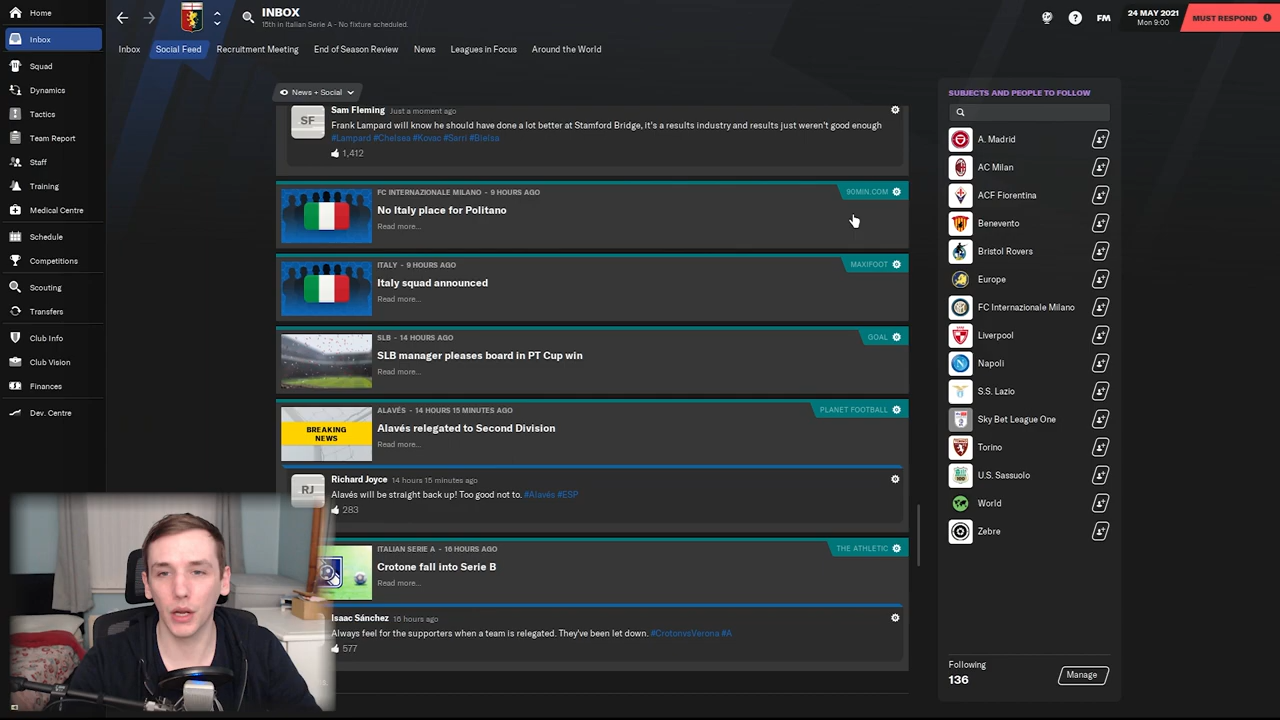 Home
INBOX
15th in Italian Serie A - No fixture scheduled.
FM
24 MAY 2021
Mon 9:00
MUST RESPOND
Inbox
Squad
Dynamics
Tactics
Team Report
Staff
Training
Medical Centre
Schedule
Competitions
Scouting
Transfers
Club Info
Club Vision
Finances
Dev. Centre
Inbox
Social Feed
Recruitment Meeting
End of Season Review
News
Leagues in Focus
Around the World
News + Social
SF
Sam Fleming Just a moment ago
Frank Lampard will know he should have done a lot better at Stamford Bridge, it's a results industry and results just weren't good enough
#Lampard #Chelsea #Kovac #Sarri #Bielsa
1,412
FC INTERNAZIONALE MILANO - 9 HOURS AGO
90MIN.COM
No Italy place for Politano
Read more...
ITALY - 9 HOURS AGO
MAXIFOOT
Italy squad announced
Read more...
SLB - 14 HOURS AGO
GOAL
SLB manager pleases board in PT Cup win
Read more...
ALAVÉS - 14 HOURS 15 MINUTES AGO
PLANET FOOTBALL
BREAKING
NEWS
Alavés relegated to Second Division
Read more...
RJ
Richard Joyce 14 hours 15 minutes ago
Alavés will be straight back up! Too good not to. #Alavés #ESP
283
ITALIAN SERIE A - 16 HOURS AGO
THE ATHLETIC
Crotone fall into Serie B
Read more...
Isaac Sánchez 16 hours ago
Always feel for the supporters when a team is relegated. They've been let down. #CrotonvsVerona #A
577
SUBJECTS AND PEOPLE TO FOLLOW
A. Madrid
AC Milan
ACF Fiorentina
Benevento
Bristol Rovers
Europe
FC Internazionale Milano
Liverpool
Napoli
S.S. Lazio
Sky Bet League One
Torino
U.S. Sassuolo
World
Zebre
Following
136
Manage